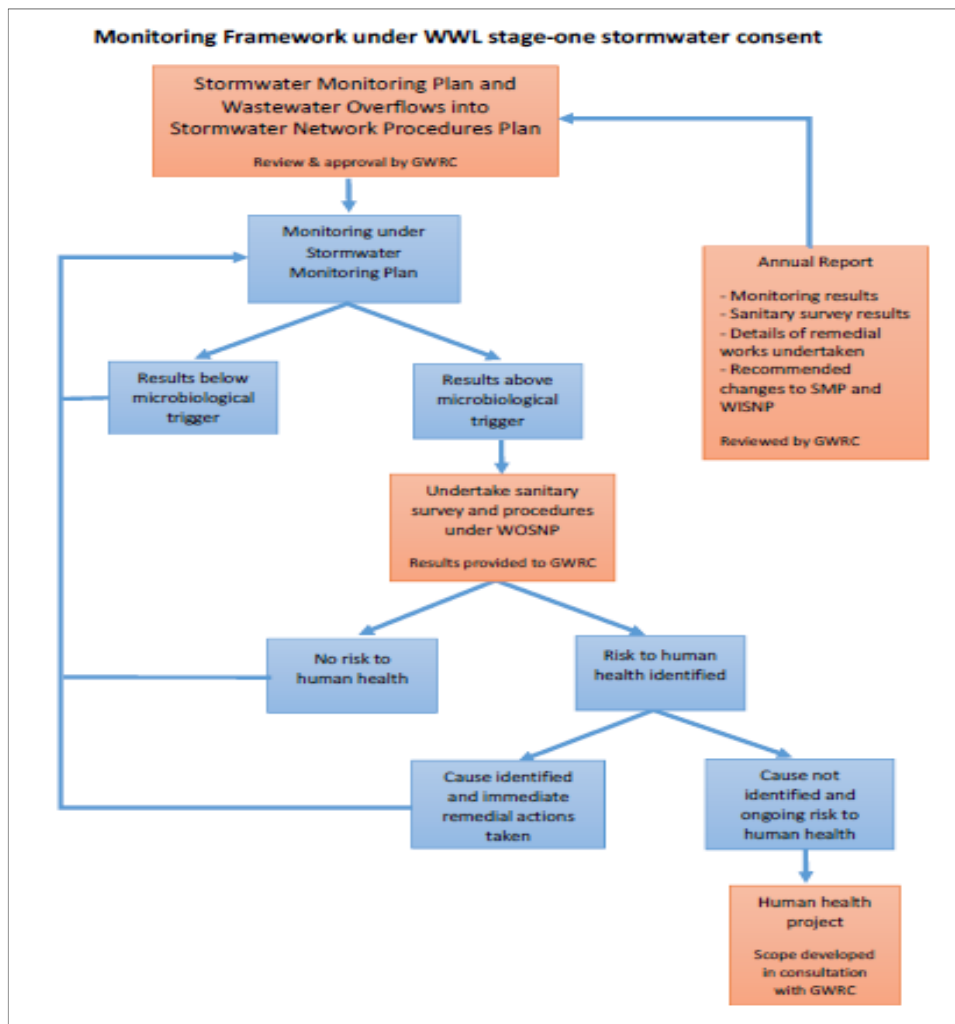 Monitoring Framework under WWL stage-one stormwater consent
Stormwater Monitoring Plan and
Wastewater Overflows into
Stormwater Network Procedures Plan
Review & approval by GWRC
Monitoring under
Stormwater
Monitoring Plan
Annual Report
- Monitoring results
- Sanitary survey results
- Details of remedial
works undertaken
- Recommended
changes to SMP and
WISNP
Reviewed by GWRC
Results below
microbiological
trigger
Results above
microbiological
trigger
Undertake sanitary
survey and procedures
under WOSNP
Results provided to GWRC
No risk to
human health
Risk to human
health identified
Cause identified
and immediate
remedial actions
taken
Cause not
identified and
ongoing risk to
human health
Human health
project
Scope developed
in consultation
with GWRC